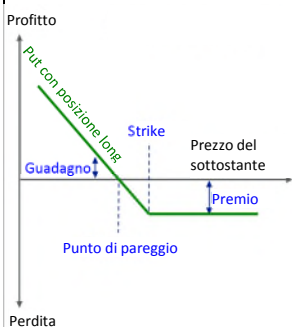 Profitto
Put con posizione long
Strike
Prezzo del
sottostante
Guadagno
Premio
Punto di pareggio
Perdita